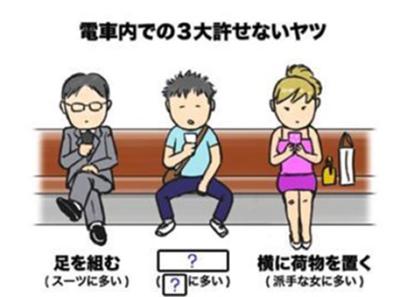 電車内での3大許せないヤツ
足を組む
(スーツに多い)
?
(?に多い)
横に荷物を置く
(派手な女に多い)